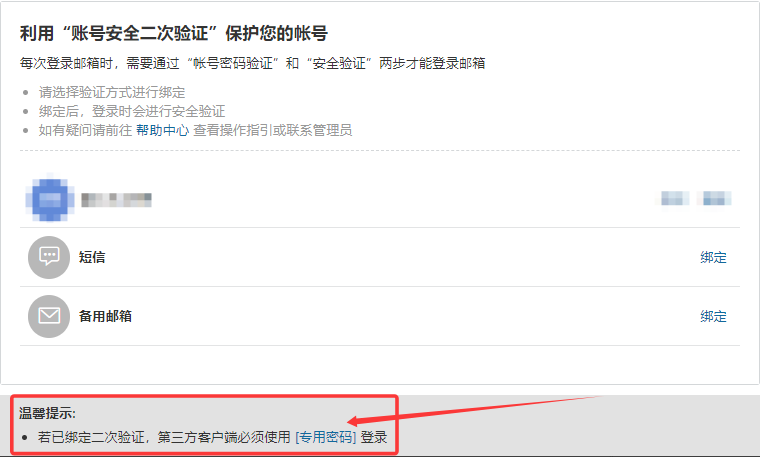 利用“账号安全二次验证”保护您的帐号
每次登录邮箱时，需要通过“帐号密码验证”和“安全验证”两步才能登录邮箱
请选择验证方式进行绑定
绑定后，登录时会进行安全验证
如有疑问请前往 帮助中心 查看操作指引或联系管理员
短信 绑定
备用邮箱 绑定
温馨提示:
若已绑定二次验证，第三方客户端必须使用 [专用密码] 登录